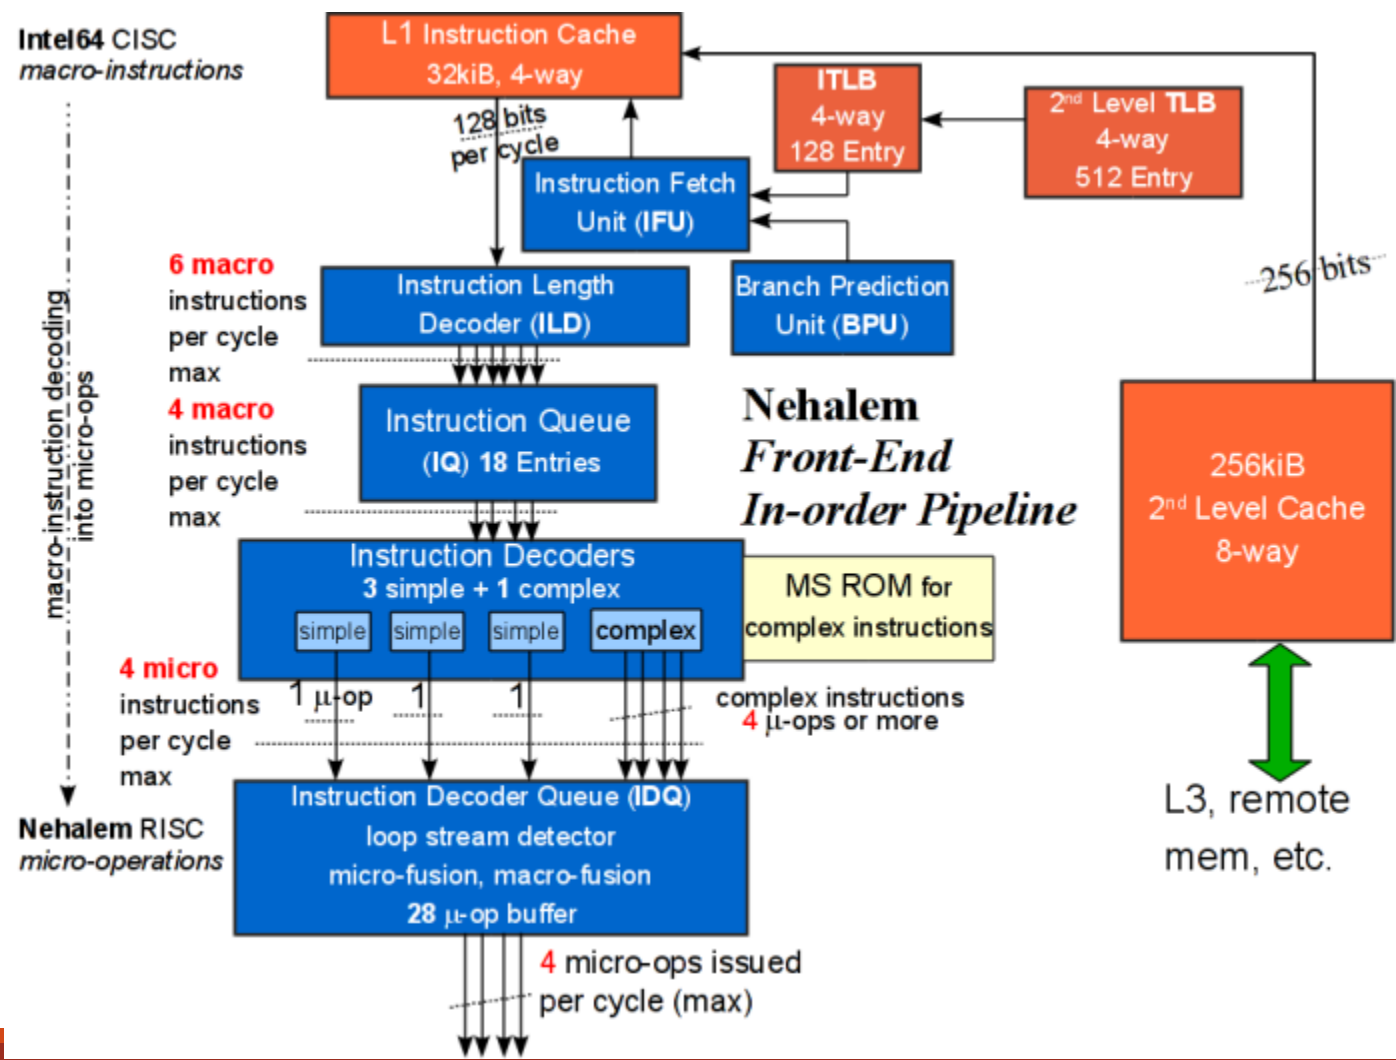 Intel64 CISC
macro-instructions
L1 Instruction Cache
32kiB, 4-way
128 bits
per cycle
ITLB
4-way
128 Entry
2nd Level TLB
4-way
512 Entry
Instruction Fetch
Unit (IFU)
6 macro
instructions
per cycle
max
Instruction Length
Decoder (ILD)
Branch Prediction
Unit (BPU)
256 bits
macro-instruction decoding
into micro-ops
4 macro
instructions
per cycle
max
Instruction Queue
(IQ) 18 Entries
Nehalem
Front-End
In-order Pipeline
256kiB
2nd Level Cache
8-way
Instruction Decoders
3 simple + 1 complex
simple
simple
simple
complex
MS ROM for
complex instructions
4 micro
instructions
per cycle
max
1 μ-op
1
1
complex instructions
4 μ-ops or more
L3, remote
mem, etc.
Nehalem RISC
micro-operations
Instruction Decoder Queue (IDQ)
loop stream detector
micro-fusion, macro-fusion
28 μ-op buffer
4 micro-ops issued
per cycle (max)